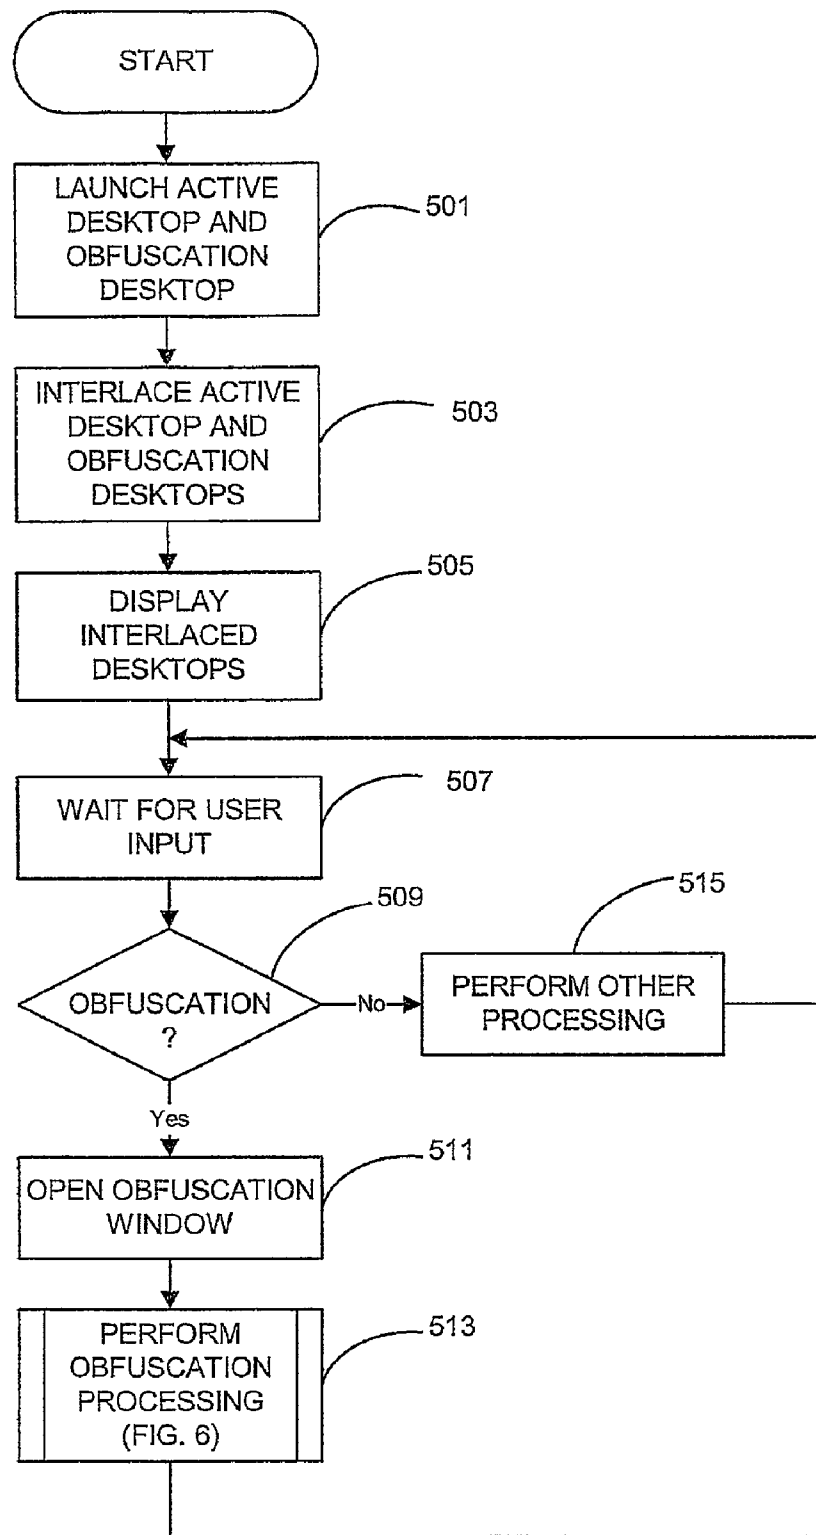 START
LAUNCH ACTIVE
DESKTOP AND
OBFUSCATION
DESKTOP
501
INTERLACE ACTIVE
DESKTOP AND
OBFUSCATION
DESKTOPS
503
DISPLAY
INTERLACED
DESKTOPS
505
WAIT FOR USER
INPUT
507
OBFUSCATION
?
509
No
PERFORM OTHER
PROCESSING
515
Yes
OPEN OBFUSCATION
WINDOW
511
PERFORM
OBFUSCATION
PROCESSING
(FIG. 6)
513